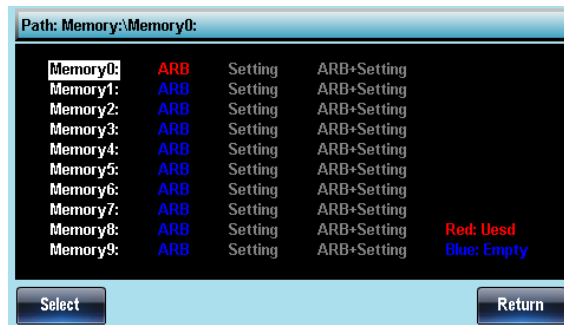 Path: Memory:\Memory0:
Memory0: ARB Setting ARB+Setting
Memory1: ARB Setting ARB+Setting
Memory2: ARB Setting ARB+Setting
Memory3: ARB Setting ARB+Setting
Memory4: ARB Setting ARB+Setting
Memory5: ARB Setting ARB+Setting
Memory6: ARB Setting ARB+Setting
Memory7: ARB Setting ARB+Setting
Memory8: ARB Setting ARB+Setting Red: Uesd
Memory9: ARB Setting ARB+Setting Blue: Empty
Select Return